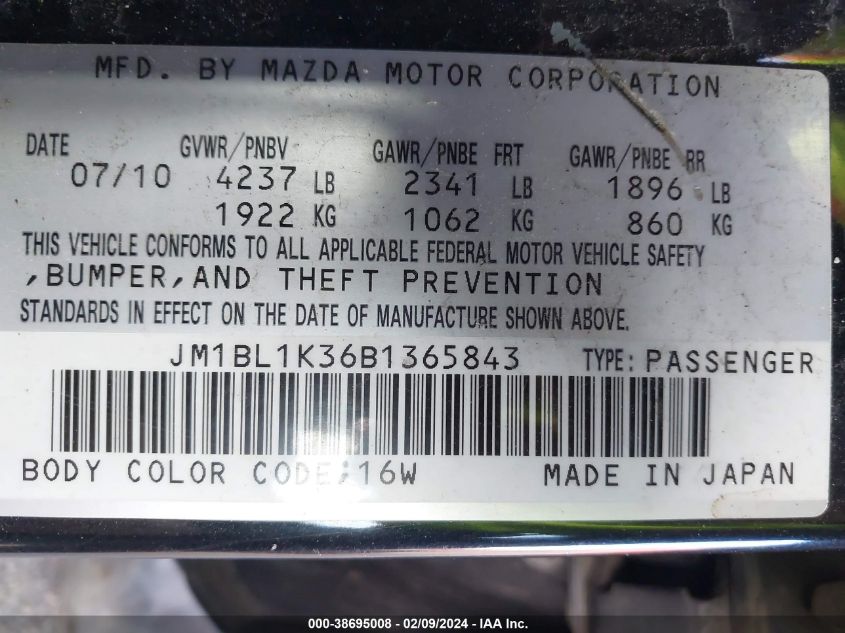 MFD. BY MAZDA MOTOR CORPORATION
DATE GVWR/PNBV GAWR/PNBE FRT GAWR/PNBE RR
07/10 4237 LB 2341 LB 1896 LB
1922 KG 1062 KG 860 KG
THIS VEHICLE CONFORMS TO ALL APPLICABLE FEDERAL MOTOR VEHICLE SAFETY
,BUMPER,AND THEFT PREVENTION
STANDARDS IN EFFECT ON THE DATE OF MANUFACTURE SHOWN ABOVE.
JM1BL1K36B1365843 TYPE: PASSENGER
BODY COLOR CODE:16W MADE IN JAPAN
000-38695008 - 02/09/2024 - IAA Inc.